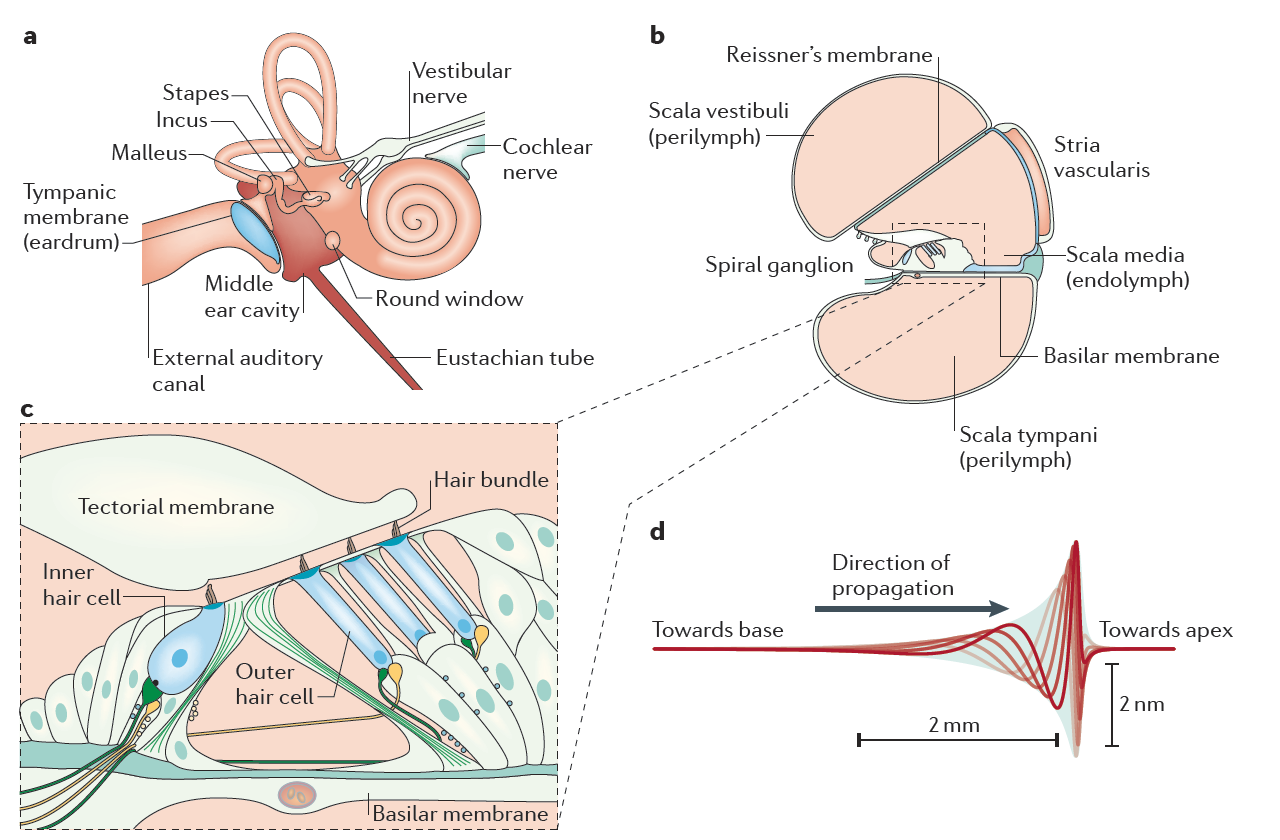 a
Stapes
Incus
Malleus
Tympanic
membrane
(eardrum)
Vestibular
nerve
Cochlear
nerve
Middle
ear cavity
Round window
External auditory
canal
Eustachian tube
b
Reissner’s membrane
Scala vestibuli
(perilymph)
Stria
vascularis
Spiral ganglion
Scala media
(endolymph)
Basilar membrane
Scala tympani
(perilymph)
c
Tectorial membrane
Hair bundle
Inner
hair cell
Outer
hair cell
Basilar membrane
d
Direction of
propagation
Towards base
Towards apex
2 mm
2 nm